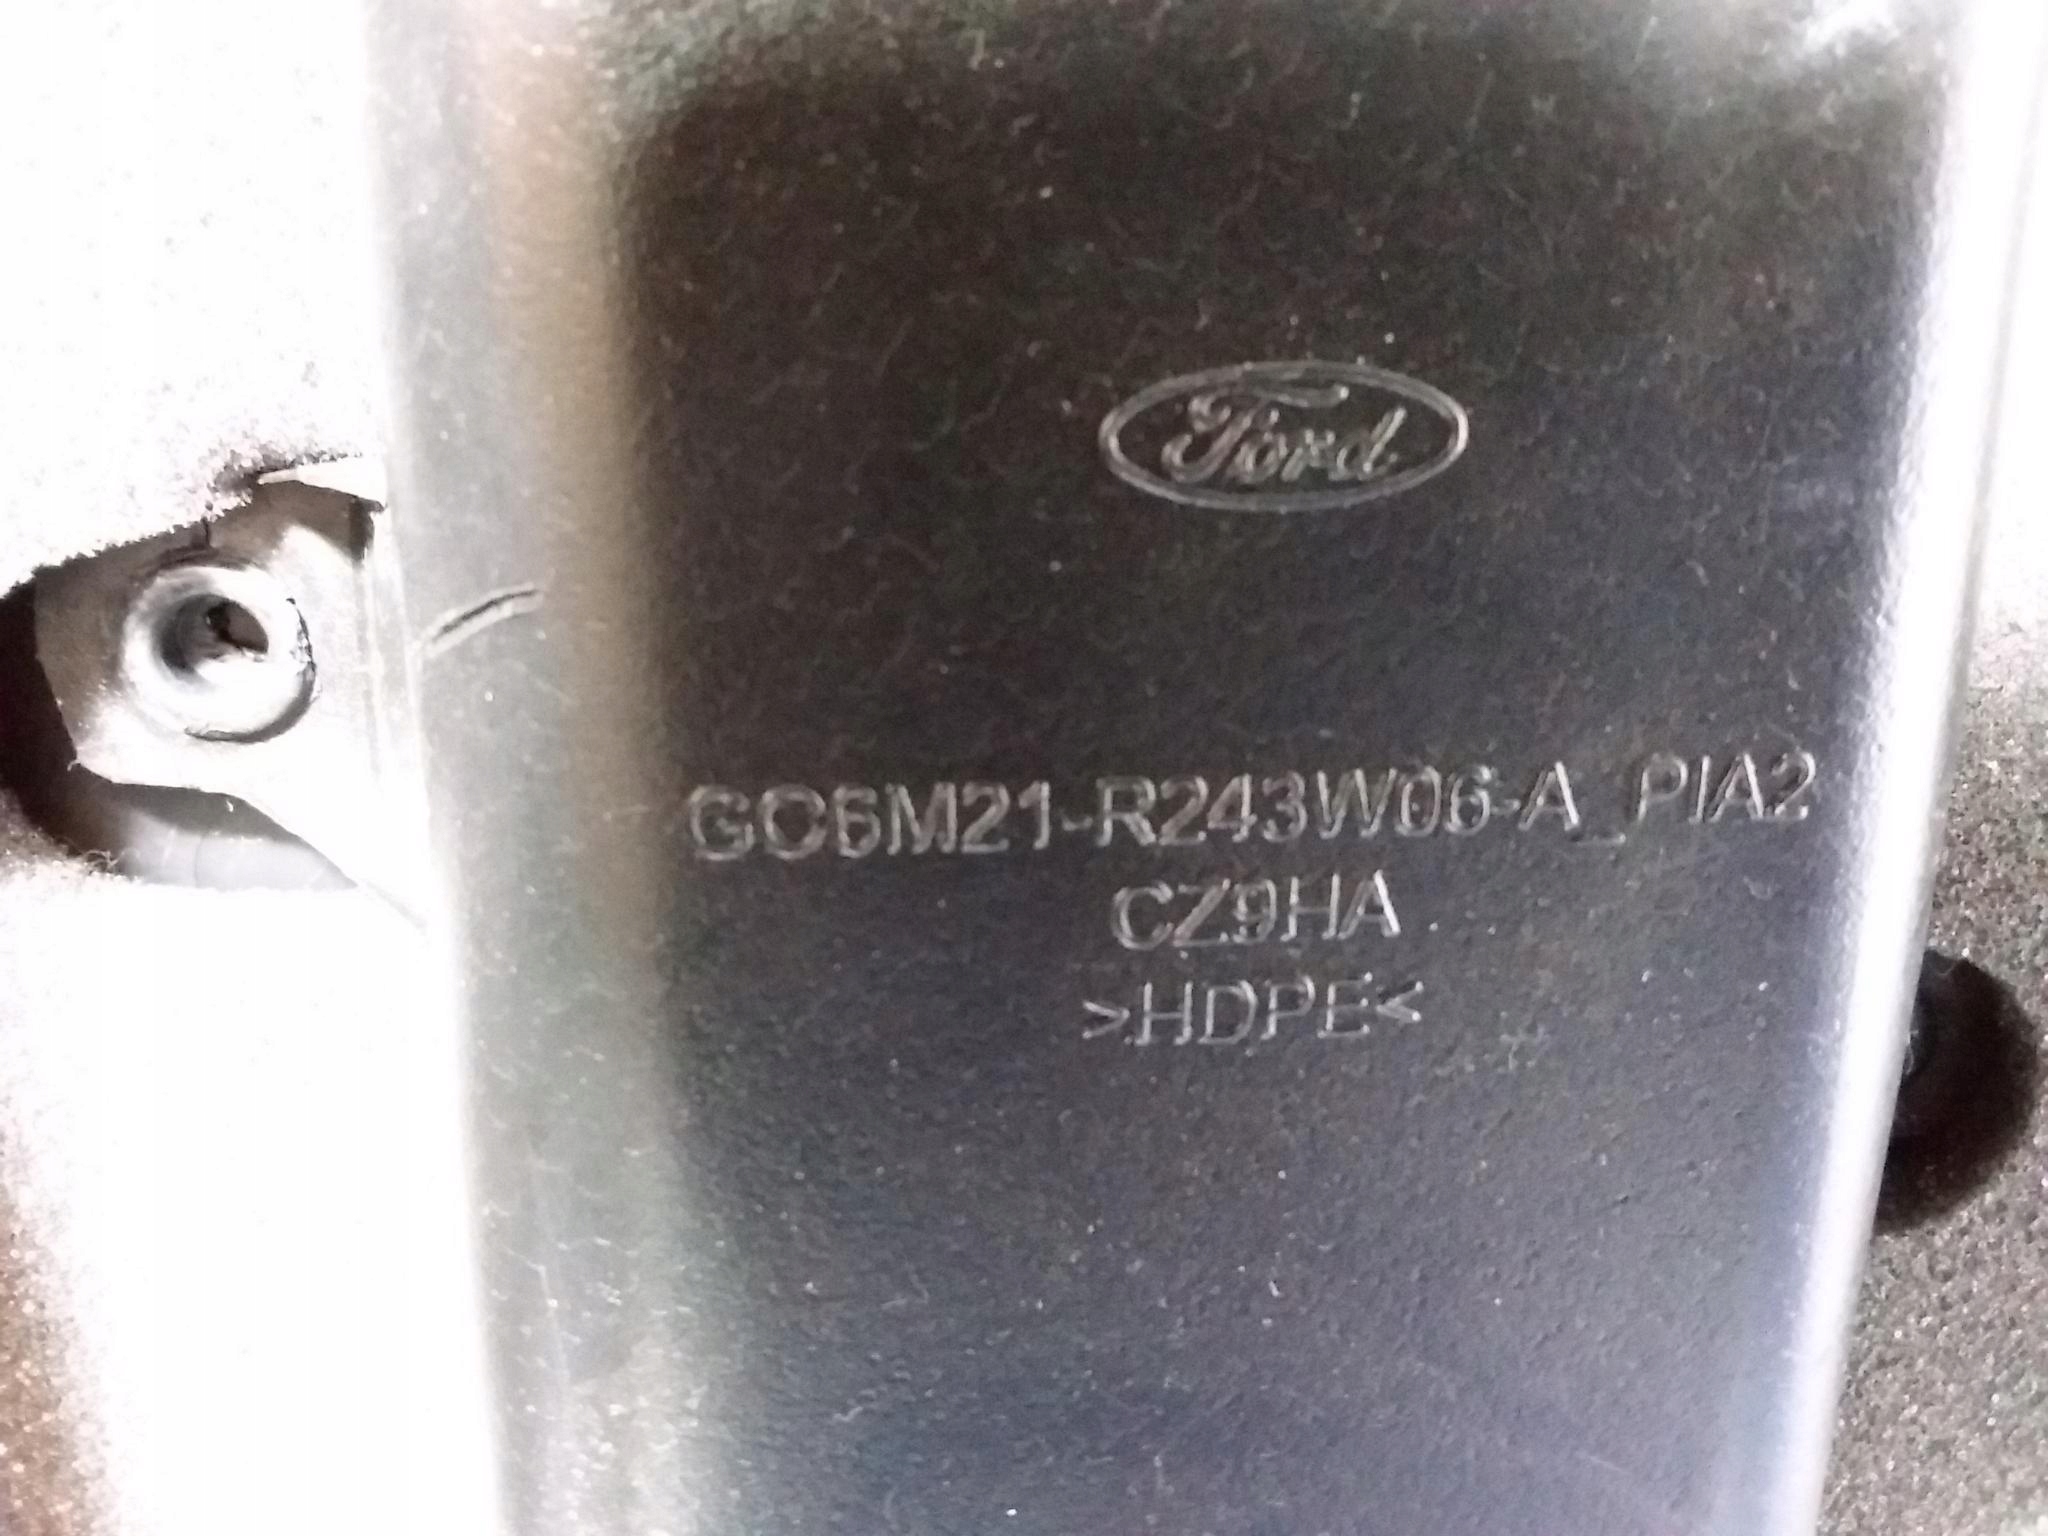 Ford
GC6M21-R243W06-A_PIA2
CZ9HA
>HDPE<